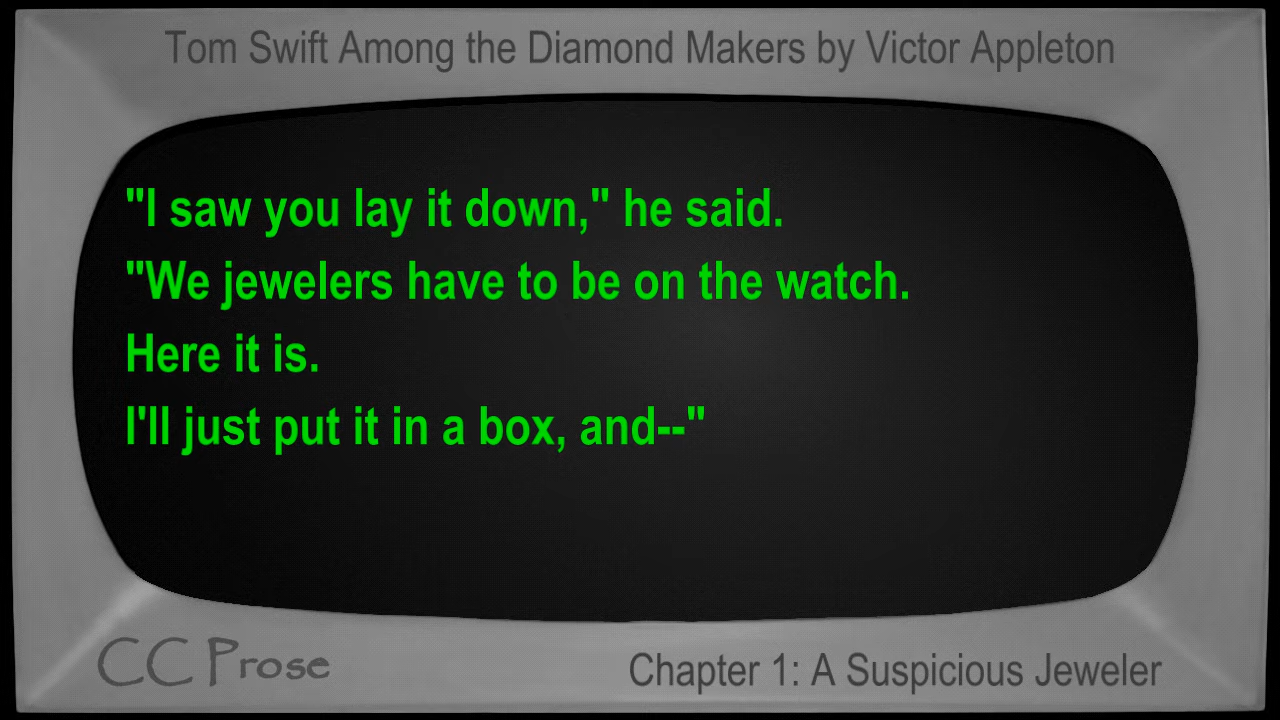 Tom Swift Among the Diamond Makers by Victor Appleton
"I saw you lay it down," he said.
"We jewelers have to be on the watch.
Here it is.
I'll just put it in a box, and--"
CC Prose
Chapter 1: A Suspicious Jeweler